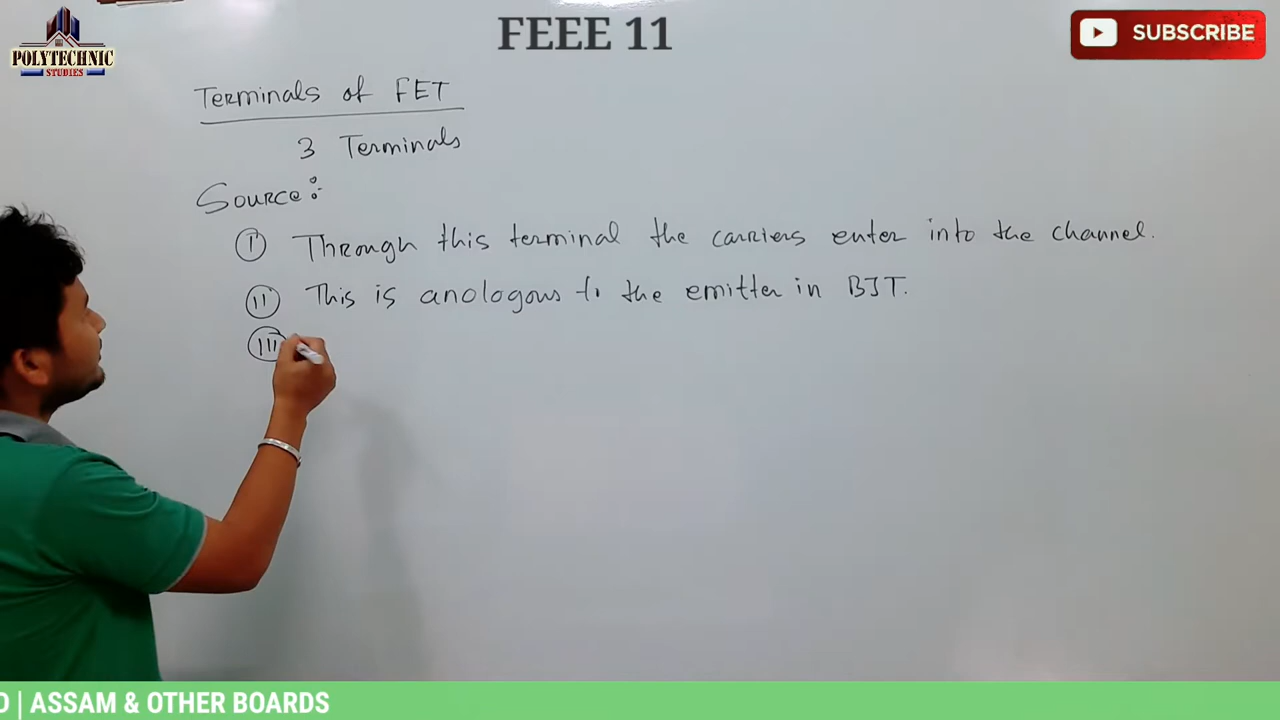 FEEE 11
SUBSCRIBE
POLYTECHNIC
STUDIES
Terminals of FET
3 Terminals
Source:
(i) Through this terminal the carriers enter into the channel.
(ii) This is anologous to the emitter in BJT.
(iii)
D | ASSAM & OTHER BOARDS